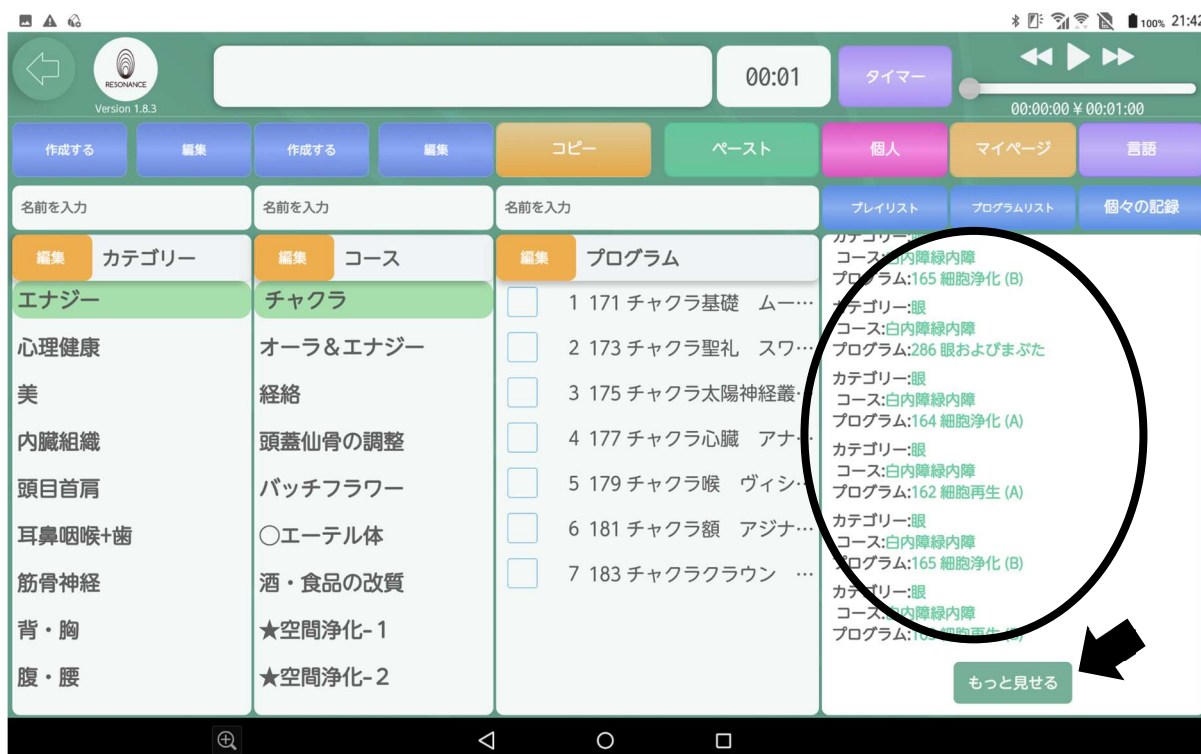 100% 21:42
RESONANCE
Version 1.8.3
00:01
タイマー
00:00:00 ¥ 00:01:00
作成する
編集
作成する
編集
コピー
ペースト
個人
マイページ
言語
名前を入力
名前を入力
名前を入力
プレイリスト
プログラムリスト
個々の記録
編集
カテゴリー
エナジー
心理健康
美
内臓組織
頭目首肩
耳鼻咽喉+歯
筋骨神経
背・胸
腹・腰
編集
コース
チャクラ
オーラ&エナジー
経絡
頭蓋仙骨の調整
バッチフラワー
〇エーテル体
酒・食品の改質
★空間浄化-1
★空間浄化-2
編集
プログラム
1 171 チャクラ基礎 ムー…
2 173 チャクラ聖礼 スワ…
3 175 チャクラ太陽神経叢…
4 177 チャクラ心臓 アナ…
5 179 チャクラ喉 ヴィシ…
6 181 チャクラ額 アジナ…
7 183 チャクラクラウン …
カテゴリー:
コース:白内障緑内障
プログラム:165 細胞浄化 (B)
カテゴリー:眼
コース:白内障緑内障
プログラム:286 眼およびまぶた
カテゴリー:眼
コース:白内障緑内障
プログラム:164 細胞浄化 (A)
カテゴリー:眼
コース:白内障緑内障
プログラム:162 細胞再生 (A)
カテゴリー:眼
コース:白内障緑内障
プログラム:165 細胞浄化 (B)
カテゴリー:眼
コース:白内障緑内障
プログラム:
もっと見せる